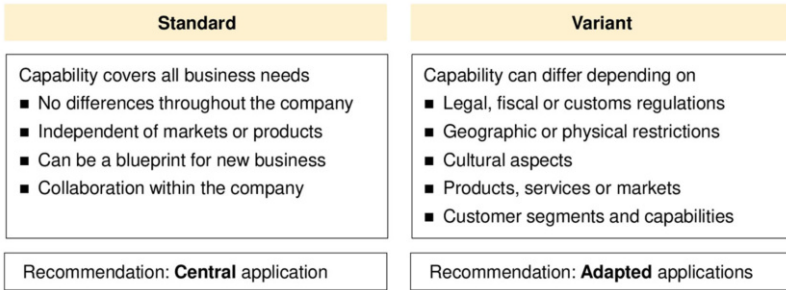 Standard
Capability covers all business needs
■ No differences throughout the company
■ Independent of markets or products
■ Can be a blueprint for new business
■ Collaboration within the company
Recommendation: Central application
Variant
Capability can differ depending on
■ Legal, fiscal or customs regulations
■ Geographic or physical restrictions
■ Cultural aspects
■ Products, services or markets
■ Customer segments and capabilities
Recommendation: Adapted applications